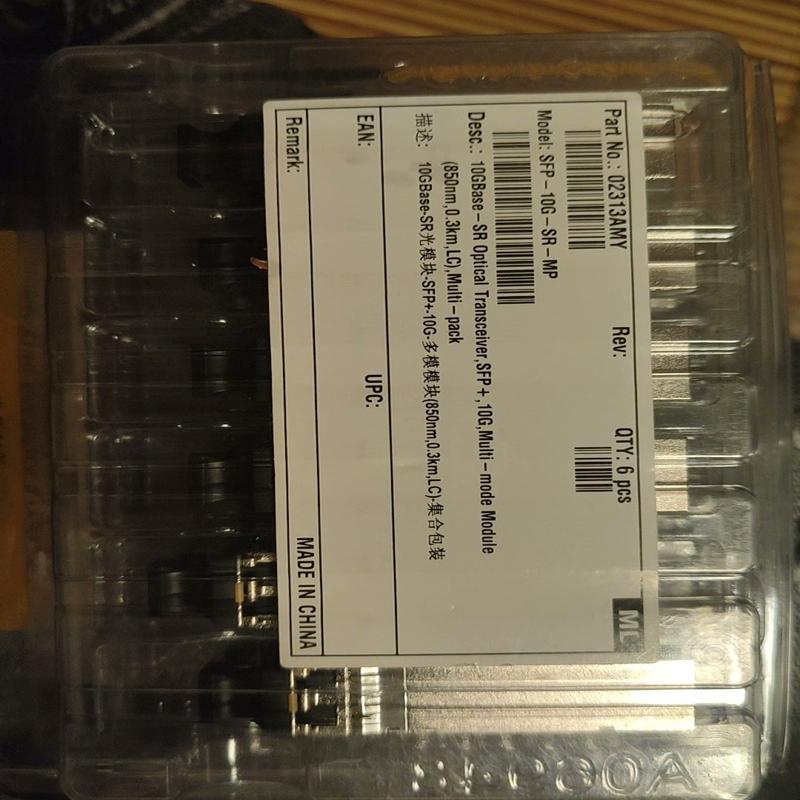 Part No.: 02313AMY Rev: QTY: 6 pcs
Model: SFP-10G-SR-MP
Desc.: 10GBase-SR Optical Transceiver,SFP+,10G,Multi-mode Module
(850nm,0.3km,LC),Multi-pack
描述: 10GBase-SR光模块-SFP+-10G-多模模块(850nm,0.3km,LC)-集合包装
EAN: UPC:
Remark: MADE IN CHINA